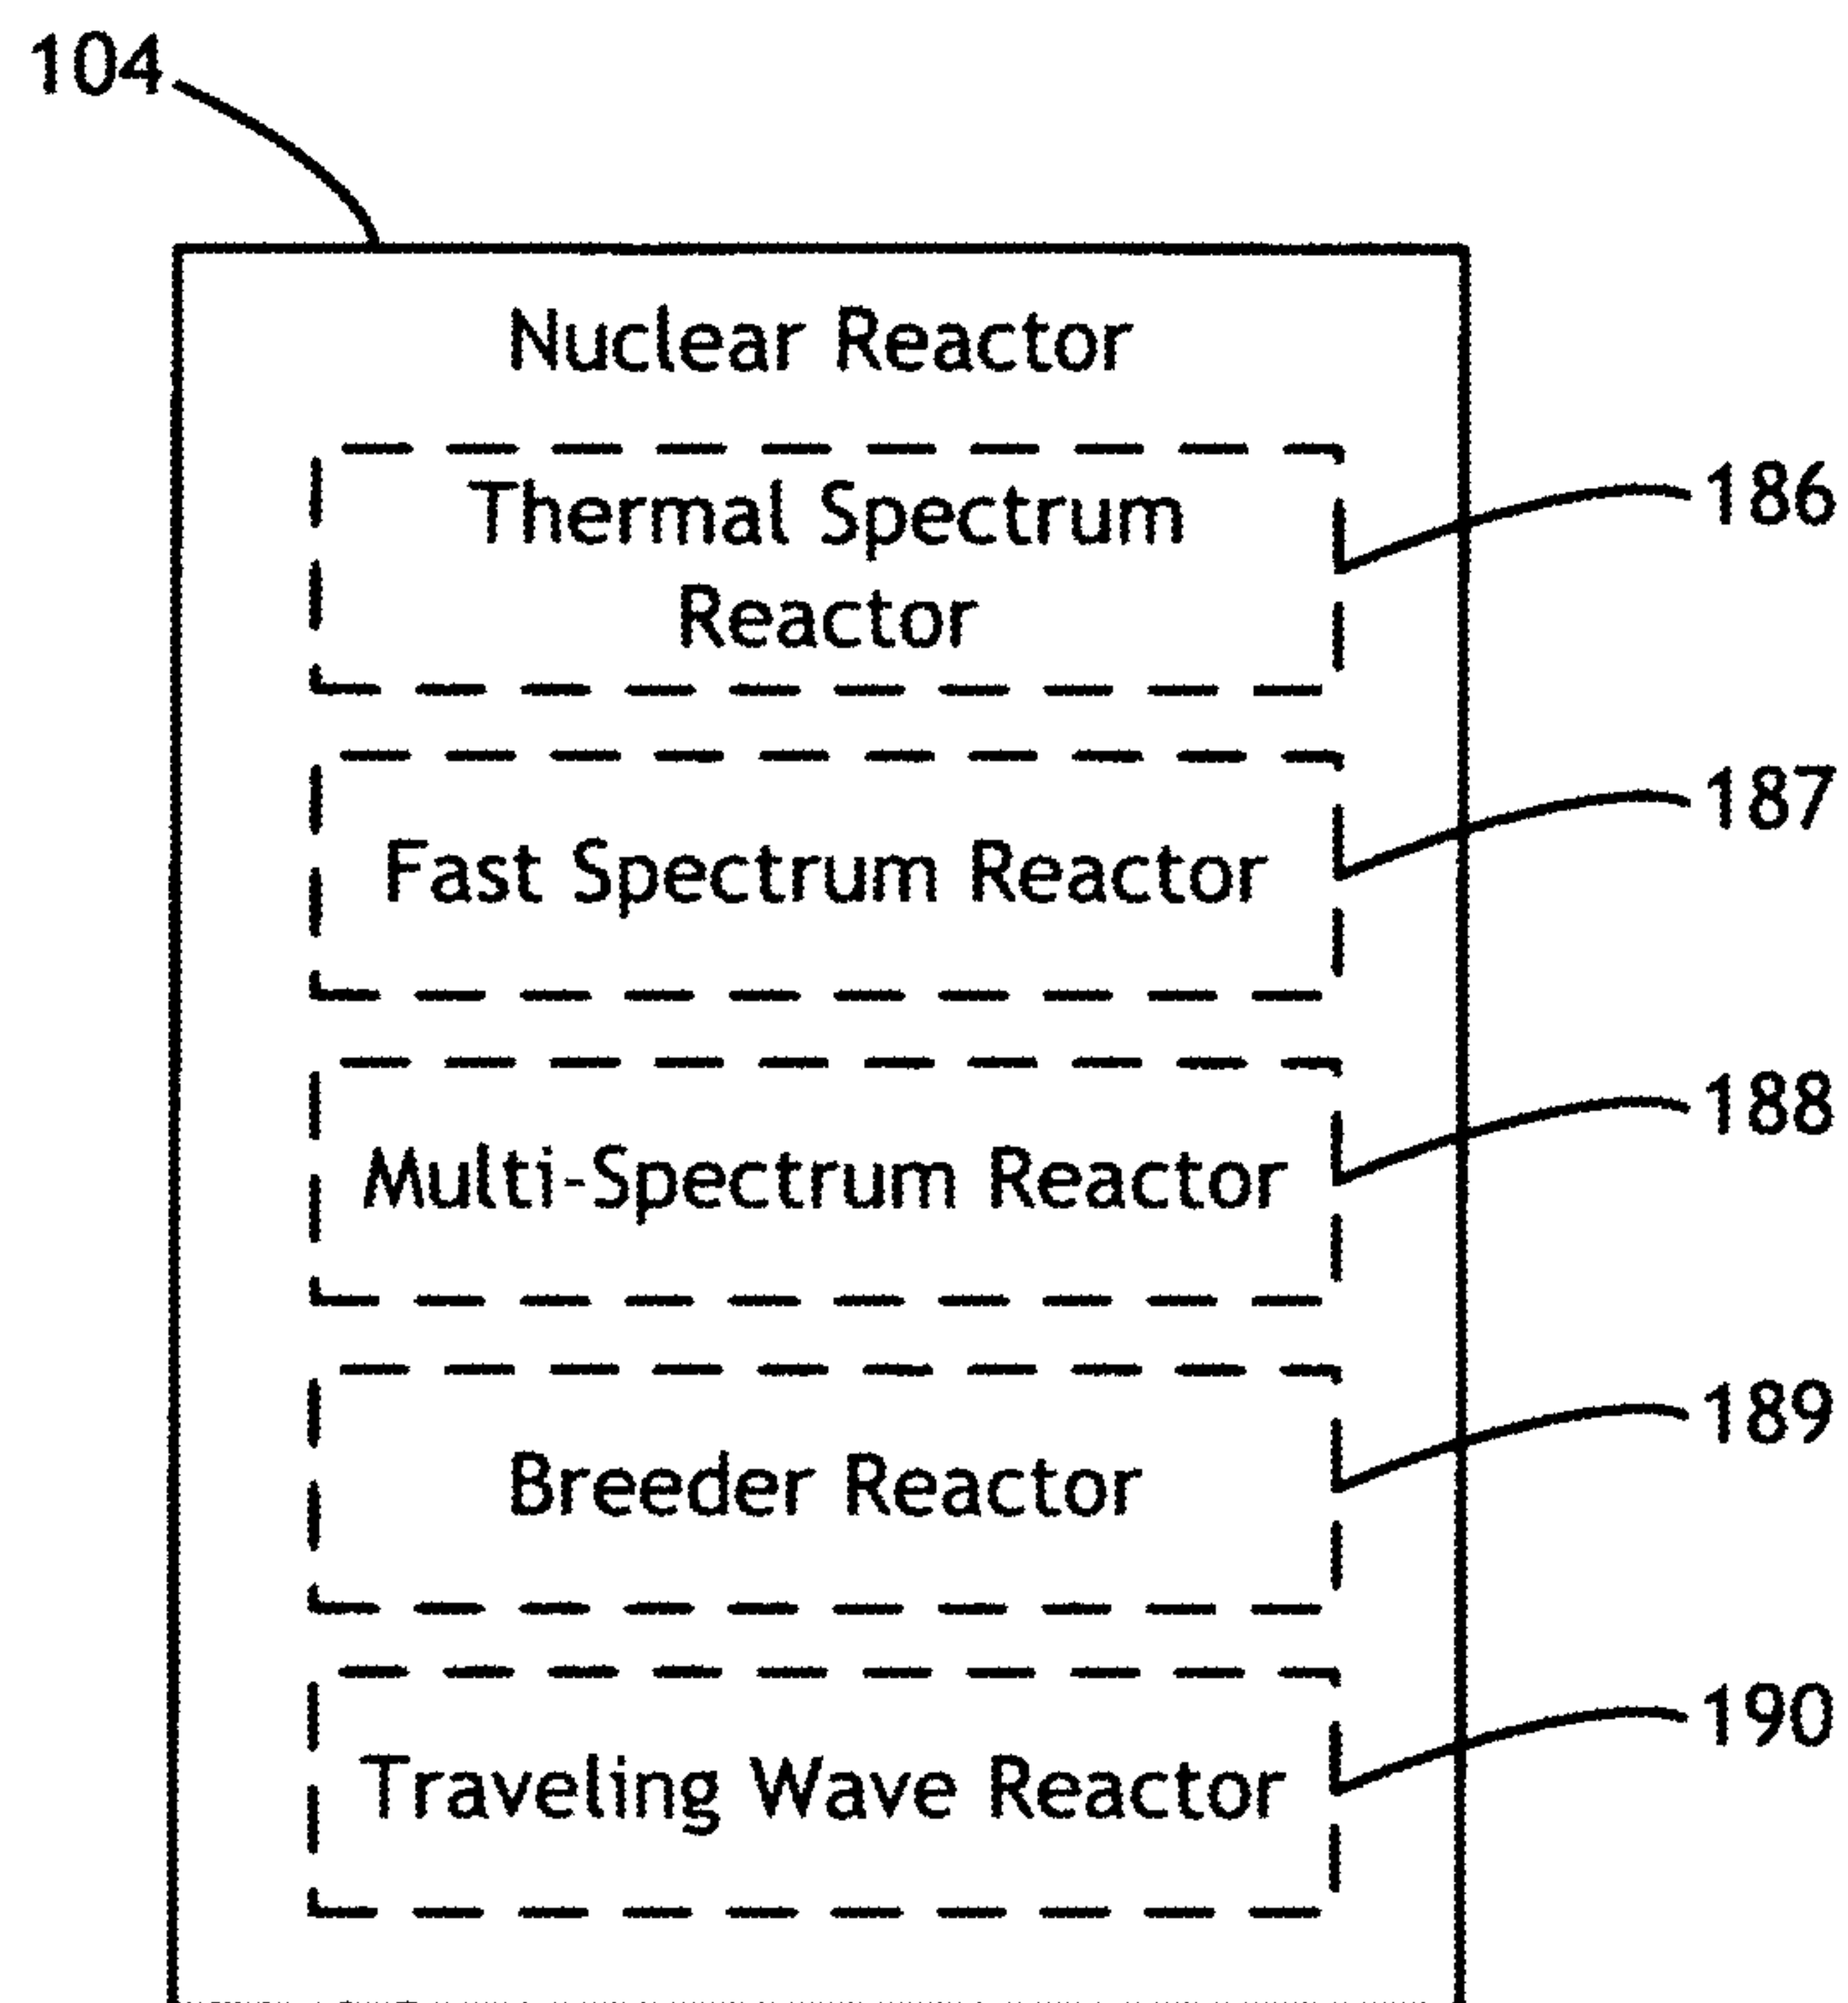 104
Nuclear Reactor
Thermal Spectrum
Reactor
186
Fast Spectrum Reactor
187
Multi-Spectrum Reactor
188
Breeder Reactor
189
Traveling Wave Reactor
190